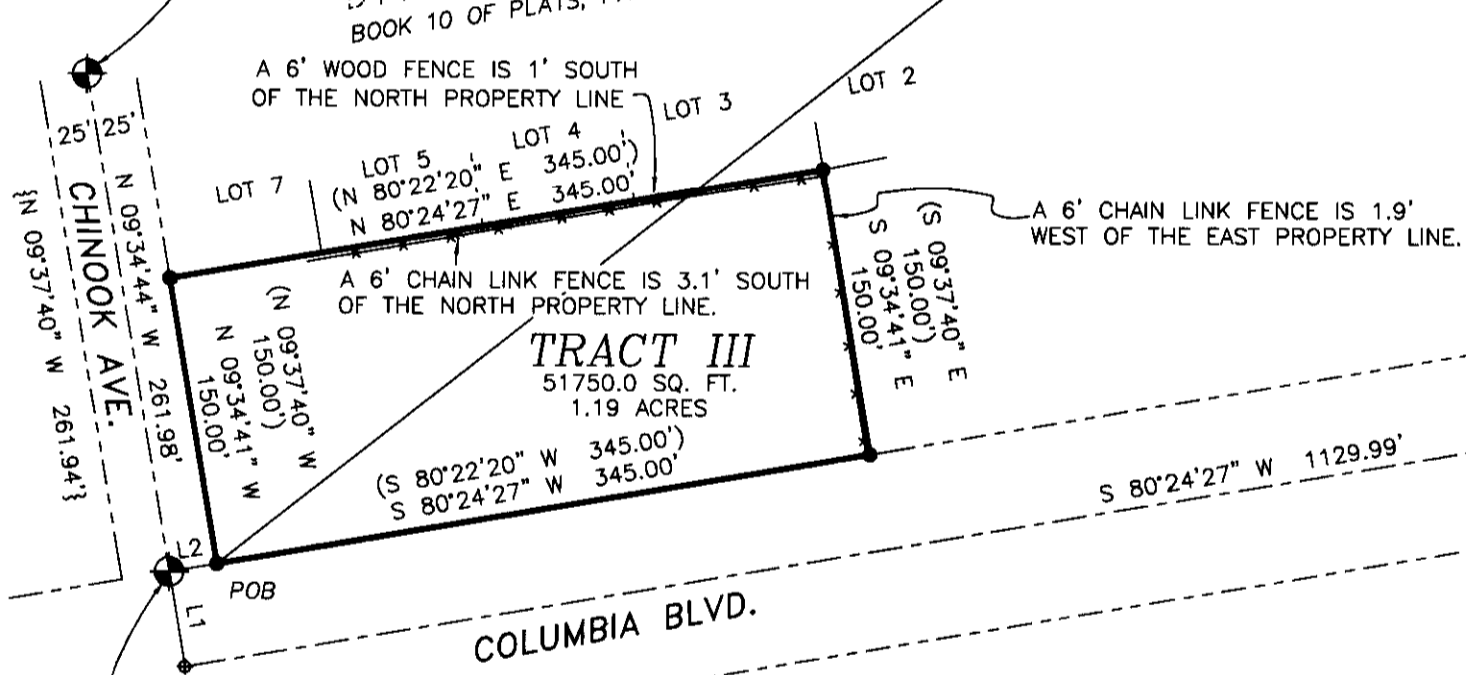 BOOK 10 OF PLATS,
A 6' WOOD FENCE IS 1' SOUTH
OF THE NORTH PROPERTY LINE
LOT 3
LOT 2
25' 25'
LOT 7
LOT 5
LOT 4
(N 80°22'20" E 345.00')
N 80°24'27" E 345.00'
CHINOOK AVE.
N 09°34'44" W 261.98'
{N 09°37'40" W 261.94'}
A 6' CHAIN LINK FENCE IS 3.1' SOUTH
OF THE NORTH PROPERTY LINE.
A 6' CHAIN LINK FENCE IS 1.9'
WEST OF THE EAST PROPERTY LINE.
(S 09°37'40" E
150.00')
S 09°34'41" E
150.00'
(N 09°37'40" W
150.00')
N 09°34'41" W
150.00'
TRACT III
51750.0 SQ. FT.
1.19 ACRES
(S 80°22'20" W 345.00')
S 80°24'27" W 345.00'
S 80°24'27" W 1129.99'
L2
POB
L1
COLUMBIA BLVD.